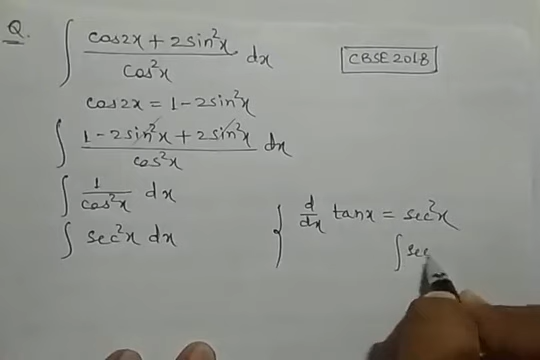 Q. ∫ (cos2x + 2sin²x)/(cos²x) dx
CBSE 2018
cos2x = 1 - 2sin²x
∫ (1 - 2sin²x + 2sin²x)/(cos²x) dx
∫ 1/(cos²x) dx
∫ sec²x dx
{ d/dx tanx = sec²x
∫ sec